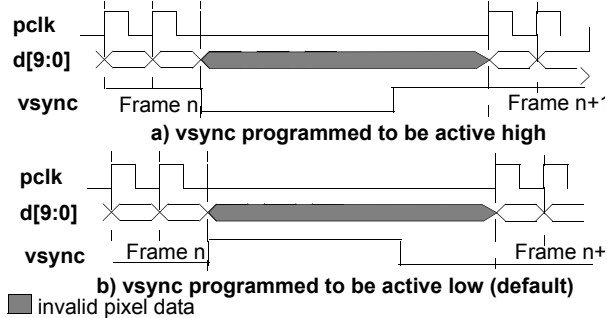 pclk
d[9:0]
vsync
Frame n
Frame n+1
a) vsync programmed to be active high
pclk
d[9:0]
vsync
Frame n
Frame n+
b) vsync programmed to be active low (default)
invalid pixel data